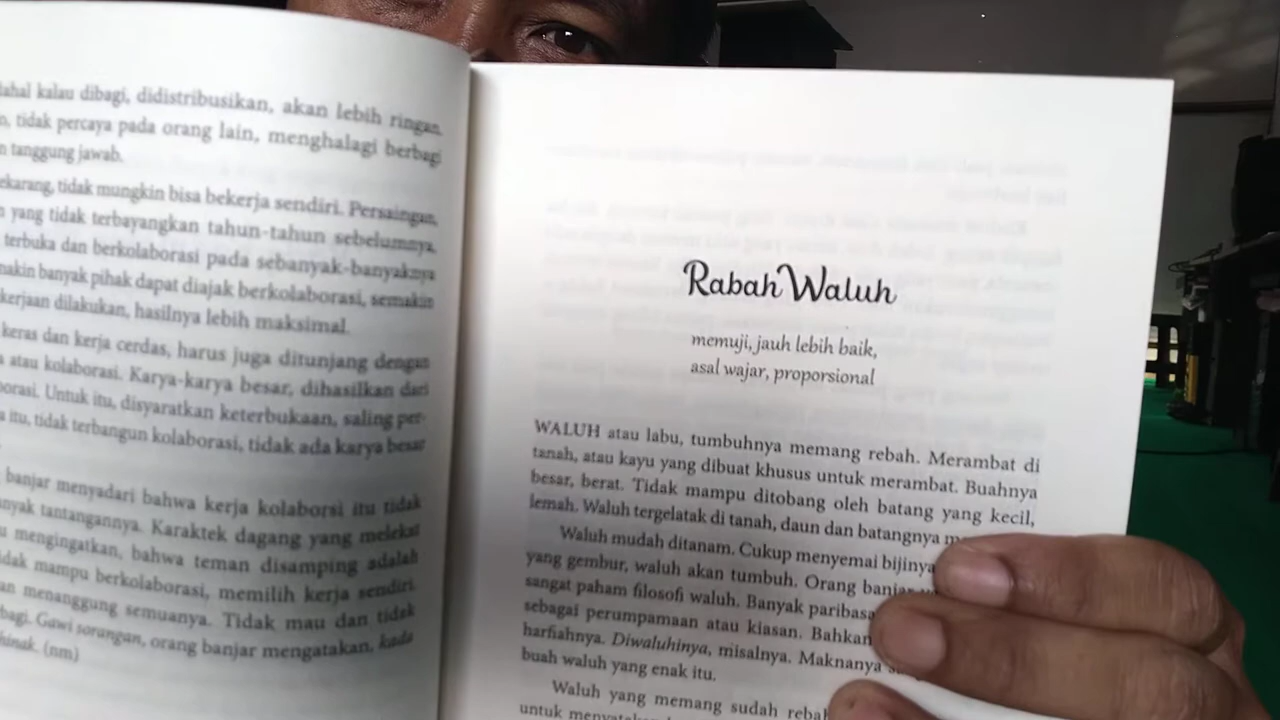 kalau dibagi, didistribusikan, akan lebih ringan.
tidak percaya pada orang lain, menghalagi berbagi
tanggung jawab.
tidak mungkin bisa bekerja sendiri. Persaingan,
yang tidak terbayangkan tahun-tahun sebelumnya,
terbuka dan berkolaborasi pada sebanyak-banyaknya
banyak pihak dapat diajak berkolaborasi, semakin
dilakukan, hasilnya lebih maksimal.
keras dan kerja cerdas, harus juga ditunjang dengan
atau kolaborasi. Karya-karya besar, dihasilkan dari
Untuk itu, disyaratkan keterbukaan, saling per-
itu, tidak terbangun kolaborasi, tidak ada karya besar
banjar menyadari bahwa kerja kolaborsi itu tidak
tantangannya. Karaktek dagang yang melekat
mengingatkan, bahwa teman disamping adalah
mampu berkolaborasi, memilih kerja sendiri.
menanggung semuanya. Tidak mau dan tidak
Gawi sorangan, orang banjar mengatakan, kada
(nm)
Rabah Waluh
memuji, jauh lebih baik,
asal wajar, proporsional
WALUH atau labu, tumbuhnya memang rebah. Merambat di
tanah, atau kayu yang dibuat khusus untuk merambat. Buahnya
besar, berat. Tidak mampu ditobang oleh batang yang kecil,
lemah. Waluh tergelatak di tanah, daun dan batangnya
Waluh mudah ditanam. Cukup menyemai bijinya
yang gembur, waluh akan tumbuh. Orang banjar
sangat paham filosofi waluh. Banyak paribasa
sebagai perumpamaan atau kiasan. Bahkan
harfiahnya. Diwaluhinya, misalnya. Maknanya
buah waluh yang enak itu.
Waluh yang memang sudah rebah
untuk